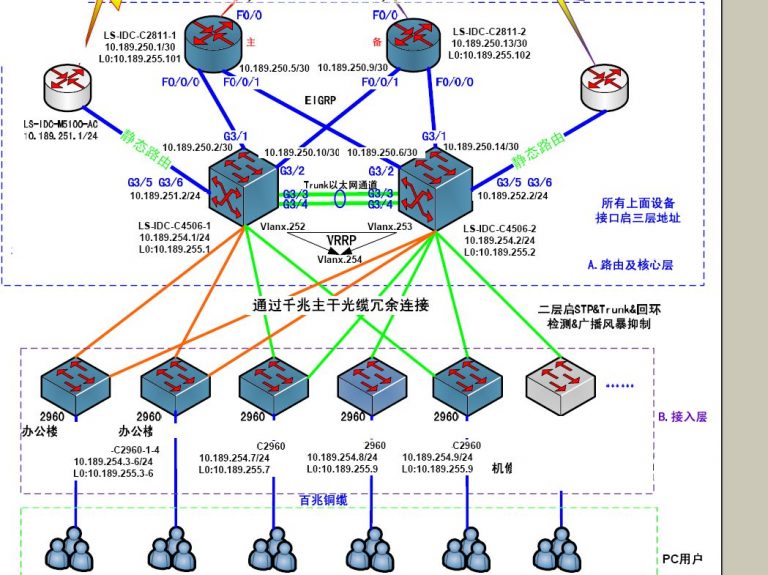 F0/0
F0/0
LS-IDC-C2811-1
10.189.250.1/30
L0:10.189.255.101
主
备
LS-IDC-C2811-2
10.189.250.13/30
L0:10.189.255.102
10.189.250.5/30
10.189.250.9/30
F0/0/0
F0/0/1
F0/0/1
F0/0/0
EIGRP
LS-IDC-M5100-AC
10.189.251.1/24
静态路由
静态路由
G3/1
G3/1
10.189.250.2/30
10.189.250.10/30
10.189.250.6/30
10.189.250.14/30
G3/2
G3/2
Trunk以太网通道
G3/5 G3/6
10.189.251.2/24
G3/3
G3/3
G3/4
G3/4
G3/5 G3/6
10.189.252.2/24
所有上面设备
接口启三层地址
LS-IDC-C4506-1
10.189.254.1/24
L0:10.189.255.1
Vlanx.252
Vlanx.253
VRRP
Vlanx.254
LS-IDC-C4506-2
10.189.254.2/24
L0:10.189.255.2
A.路由及核心层
通过千兆主干光缆冗余连接
二层启STP&Trunk&回环
检测&广播风暴抑制
2960
办公楼
2960
办公楼
2960
2960
2960
······
B.接入层
-C2960-1-4
10.189.254.3-6/24
L0:10.189.255.3-6
C2960
10.189.254.7/24
L0:10.189.255.7
2960
10.189.254.8/24
L0:10.189.255.9
-C2960
10.189.254.9/24
L0:10.189.255.9
百兆铜缆
PC用户